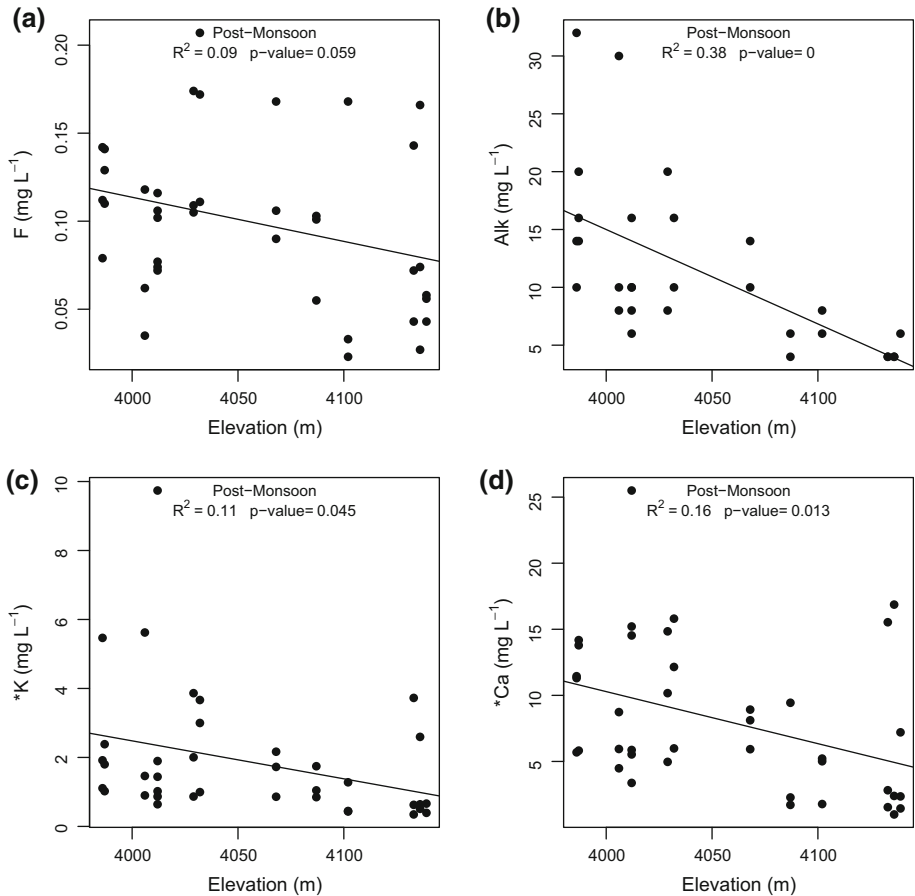 (a)
Post-Monsoon
R² = 0.09 p-value= 0.059
0.20
0.15
0.10
0.05
F (mg L⁻¹)
4000 4050 4100
Elevation (m)
(b)
Post-Monsoon
R² = 0.38 p-value= 0
30
25
20
15
10
5
Alk (mg L⁻¹)
4000 4050 4100
Elevation (m)
(c)
Post-Monsoon
R² = 0.11 p-value= 0.045
10
8
6
4
2
0
*K (mg L⁻¹)
4000 4050 4100
Elevation (m)
(d)
Post-Monsoon
R² = 0.16 p-value= 0.013
25
20
15
10
5
*Ca (mg L⁻¹)
4000 4050 4100
Elevation (m)